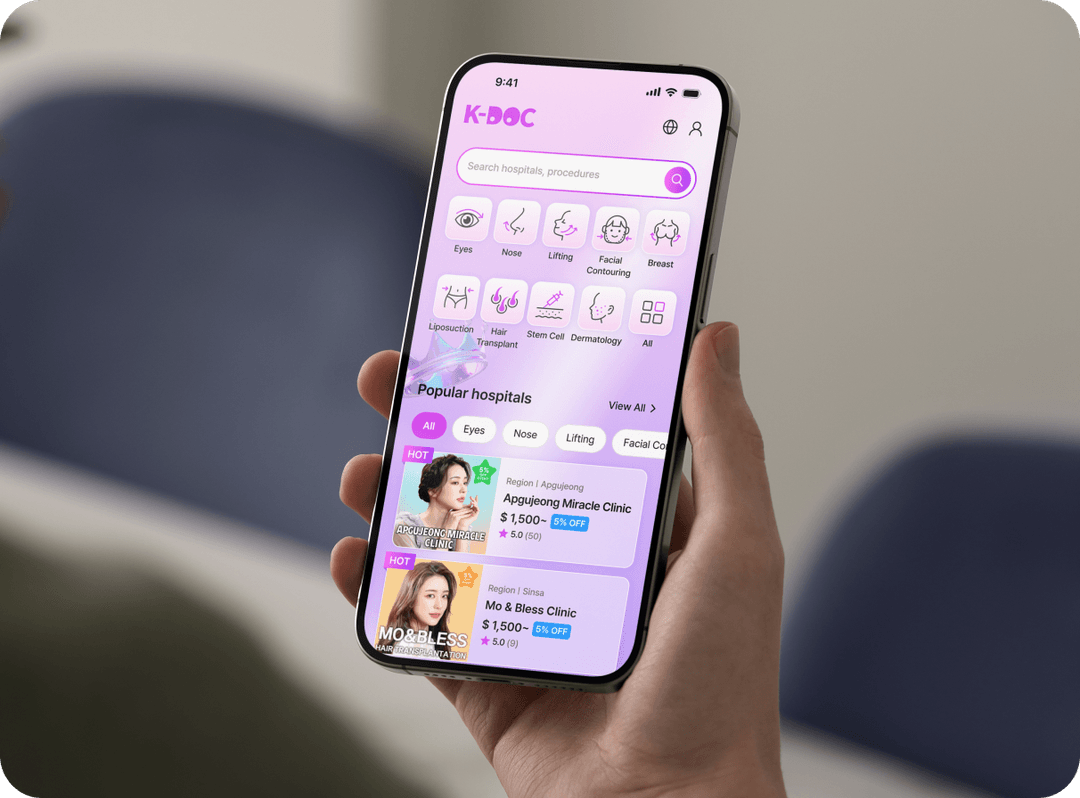 9:41
K-DOC
Search hospitals, procedures
Eyes
Nose
Lifting
Facial
Contouring
Breast
Liposuction
Hair
Transplant
Stem Cell
Dermatology
All
Popular hospitals
View All
All
Eyes
Nose
Lifting
Facial Co
HOT
5%
APGUJEONG MIRACLE
CLINIC
Region | Apgujeong
Apgujeong Miracle Clinic
$ 1,500~ 5% OFF
5.0 (50)
HOT
5%
MO&BLESS
HAIR TRANSPLANTATION
Region | Sinsa
Mo & Bless Clinic
$ 1,500~ 5% OFF
5.0 (9)